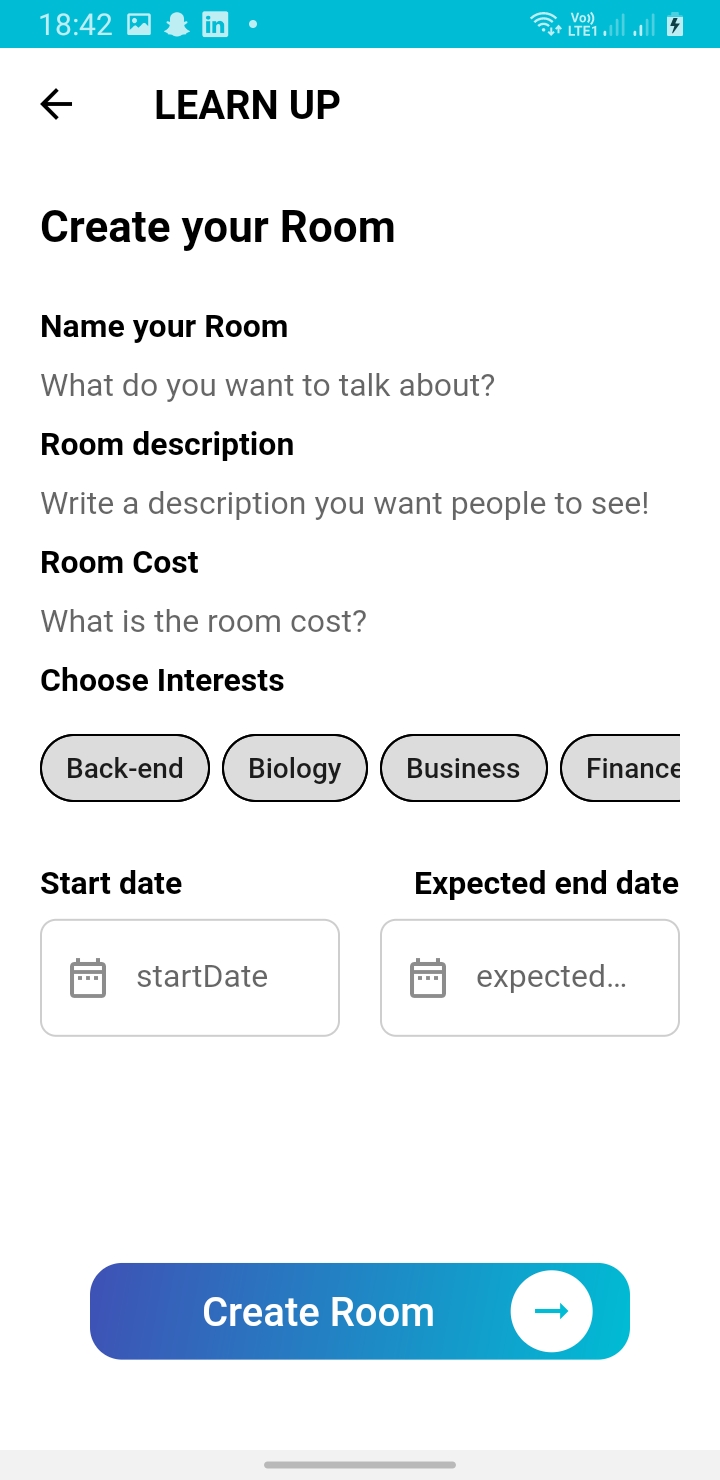 18:42 Vo)) LTE1
LEARN UP
Create your Room
Name your Room
What do you want to talk about?
Room description
Write a description you want people to see!
Room Cost
What is the room cost?
Choose Interests
Back-end Biology Business Finance
Start date Expected end date
startDate expected...
Create Room